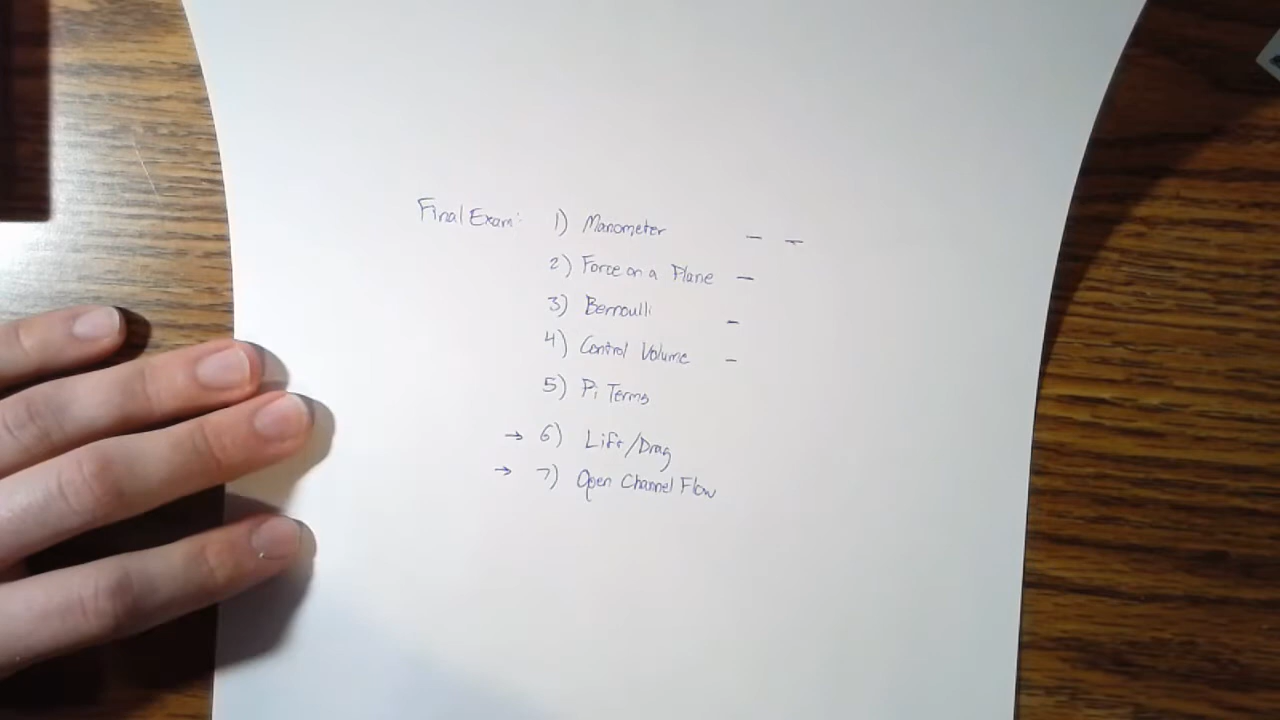 Final Exam: 1) Manometer - -
2) Force on a Plane -
3) Bernoulli -
4) Control Volume -
5) Pi Terms
→ 6) Lift/Drag
→ 7) Open Channel Flow